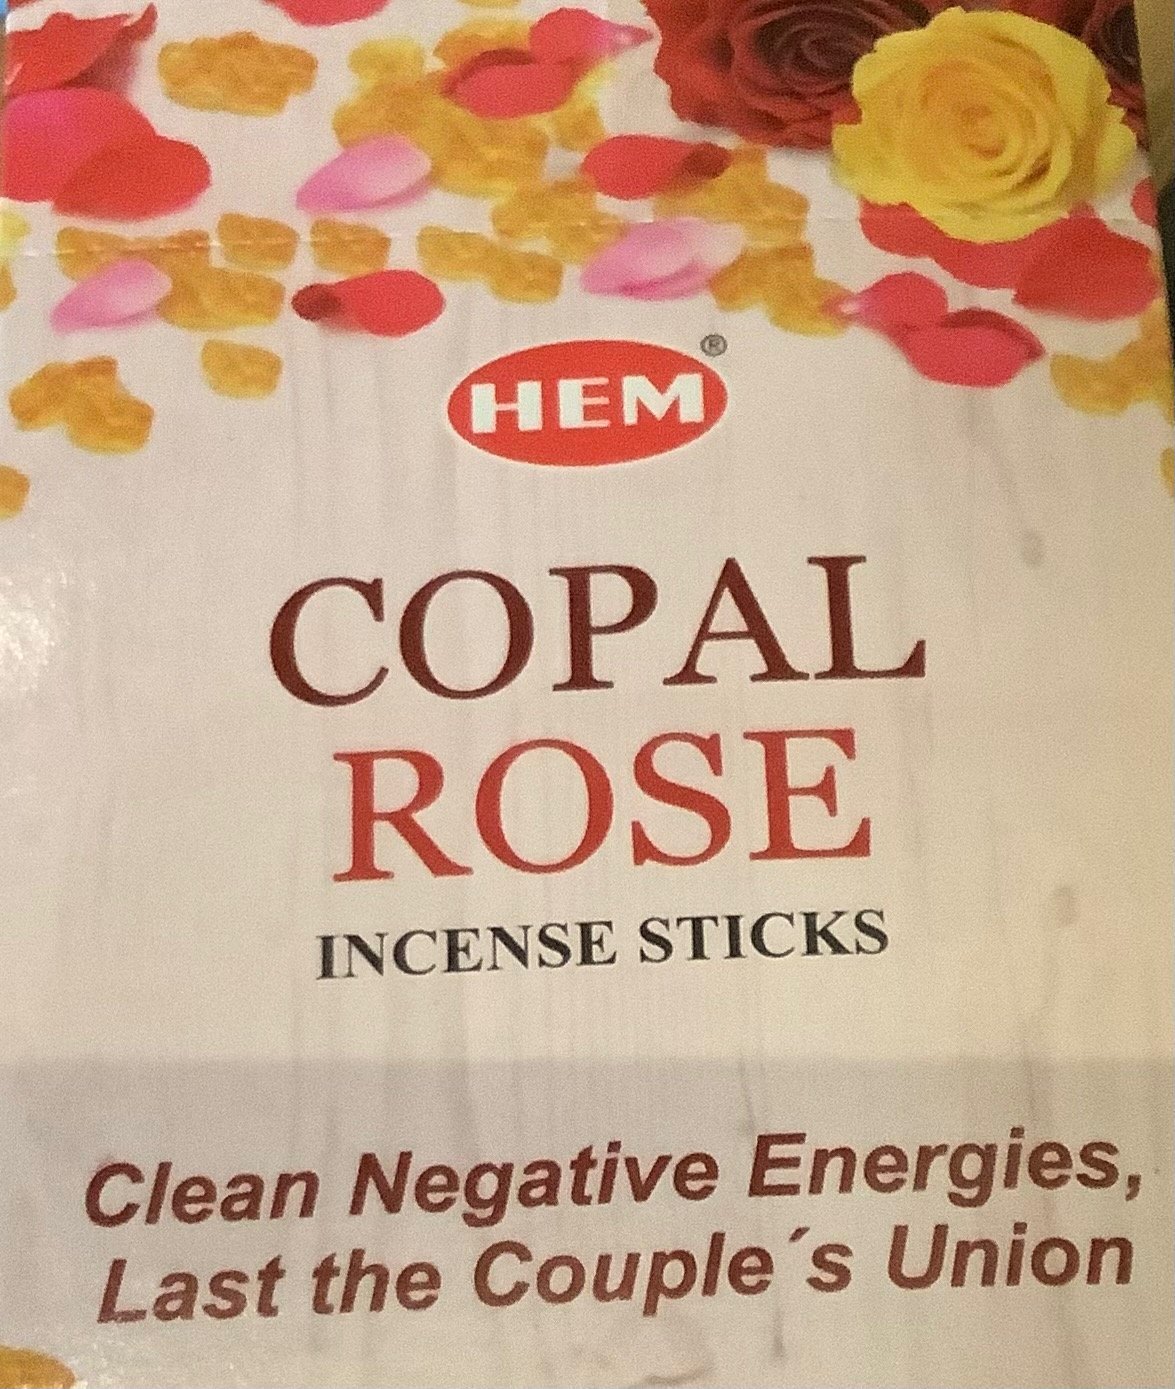 HEM®
COPAL
ROSE
INCENSE STICKS
Clean Negative Energies,
Last the Couple´s Union